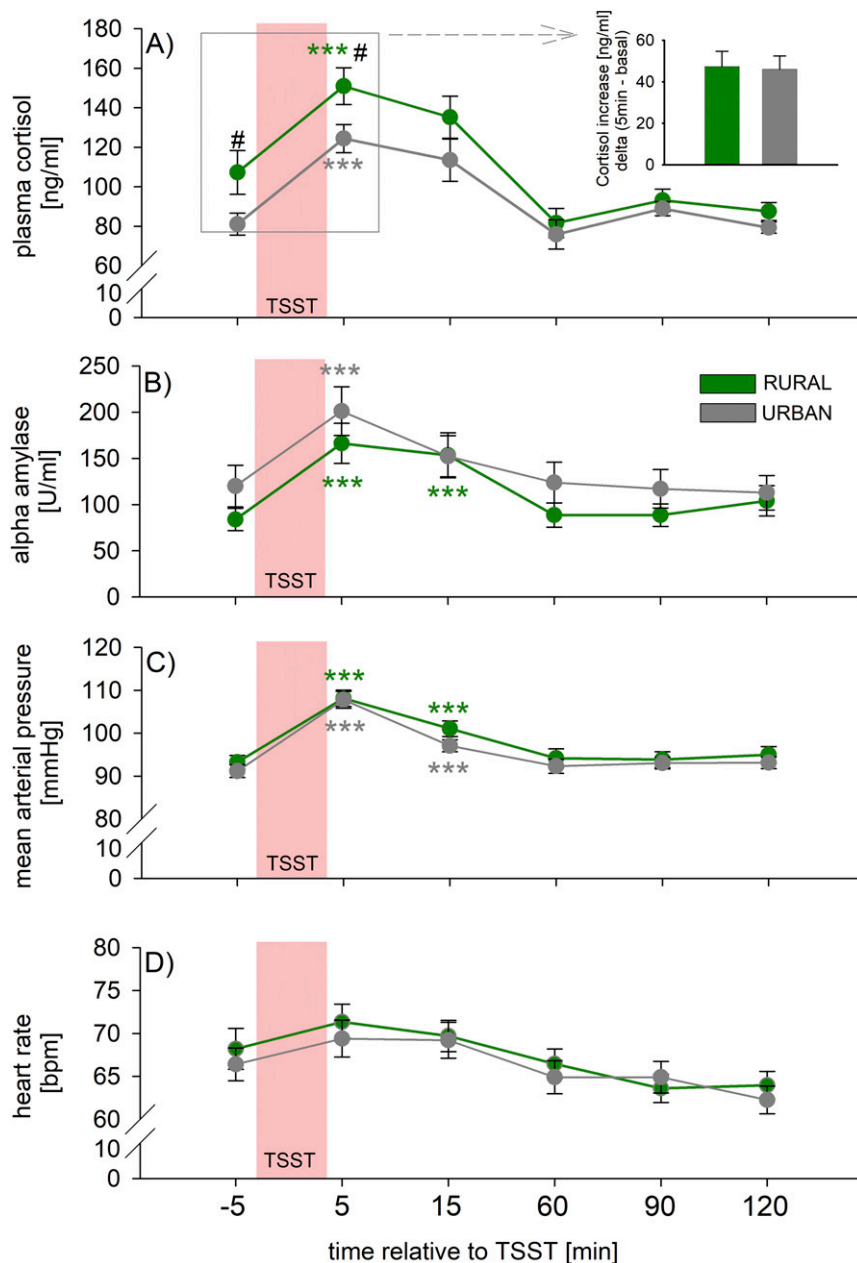 A)
plasma cortisol
[ng/ml]
180
160
140
120
100
80
60
10
0
#
*** #
***
TSST
Cortisol increase [ng/ml]
delta (5min - basal)
60
40
20
0
B)
alpha amylase
[U/ml]
250
200
150
100
50
0
***
***
***
TSST
RURAL
URBAN
C)
mean arterial pressure
[mmHg]
120
110
100
90
80
10
0
***
***
***
***
TSST
D)
heart rate
[bpm]
80
75
70
65
60
10
0
TSST
-5 5 15 60 90 120
time relative to TSST [min]